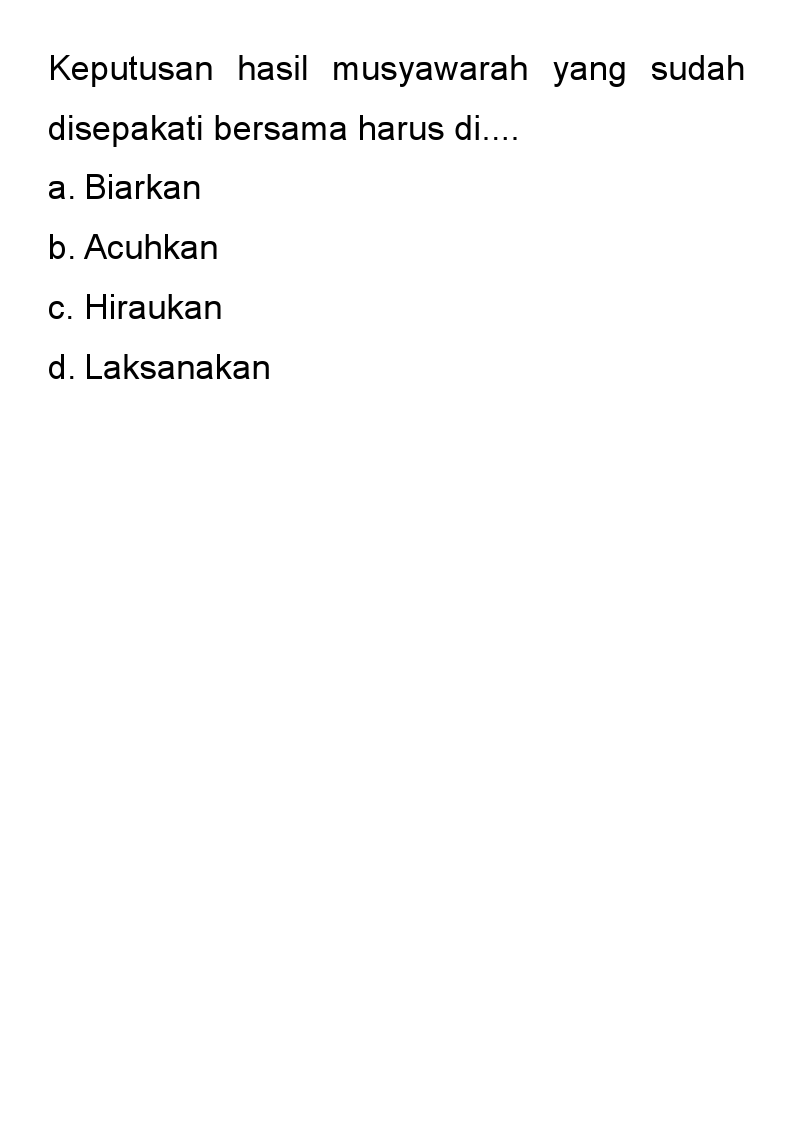 Keputusan hasil musyawarah yang sudah
disepakati bersama harus di....
a. Biarkan
b. Acuhkan
c. Hiraukan
d. Laksanakan